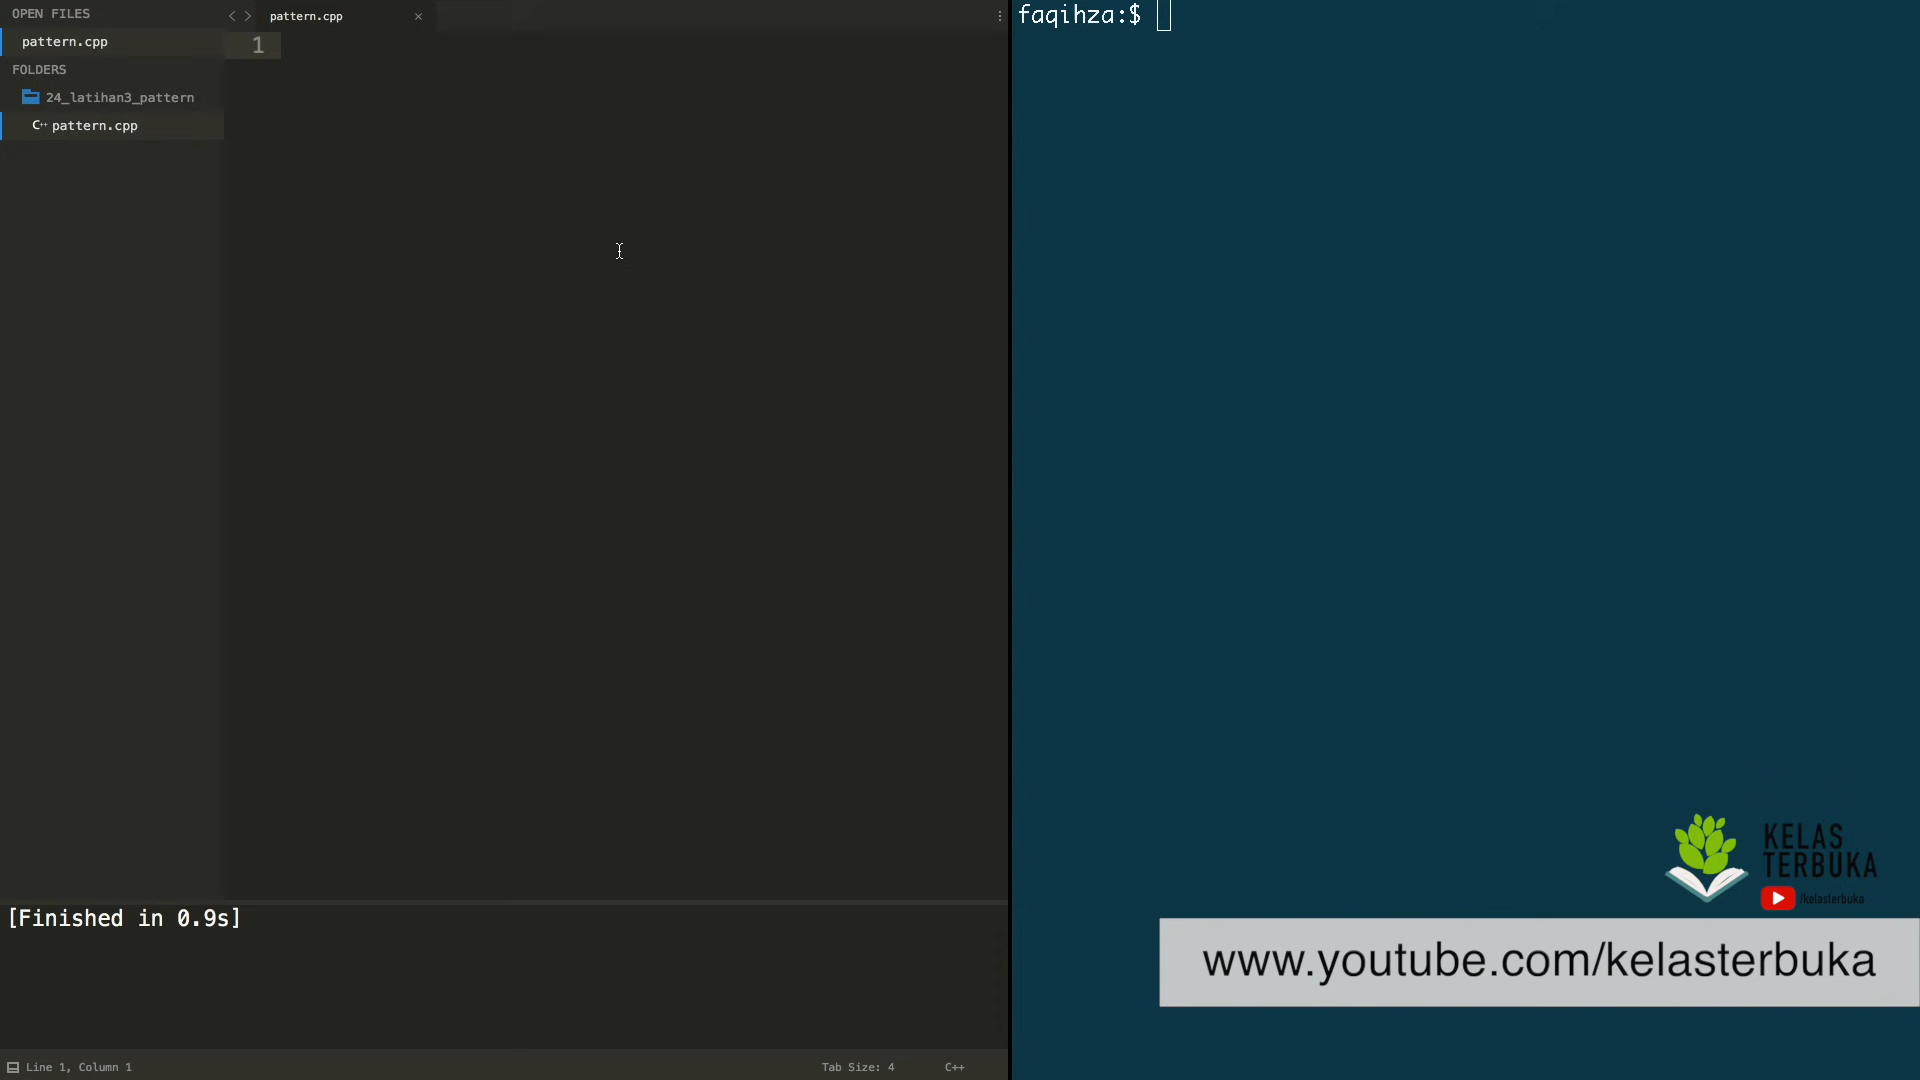 OPEN FILES
pattern.cpp
FOLDERS
24_latihan3_pattern
C++ pattern.cpp
pattern.cpp
1
[Finished in 0.9s]
Line 1, Column 1
Tab Size: 4
C++
faqihza:$
KELAS
TERBUKA
/kelasterbuka
www.youtube.com/kelasterbuka